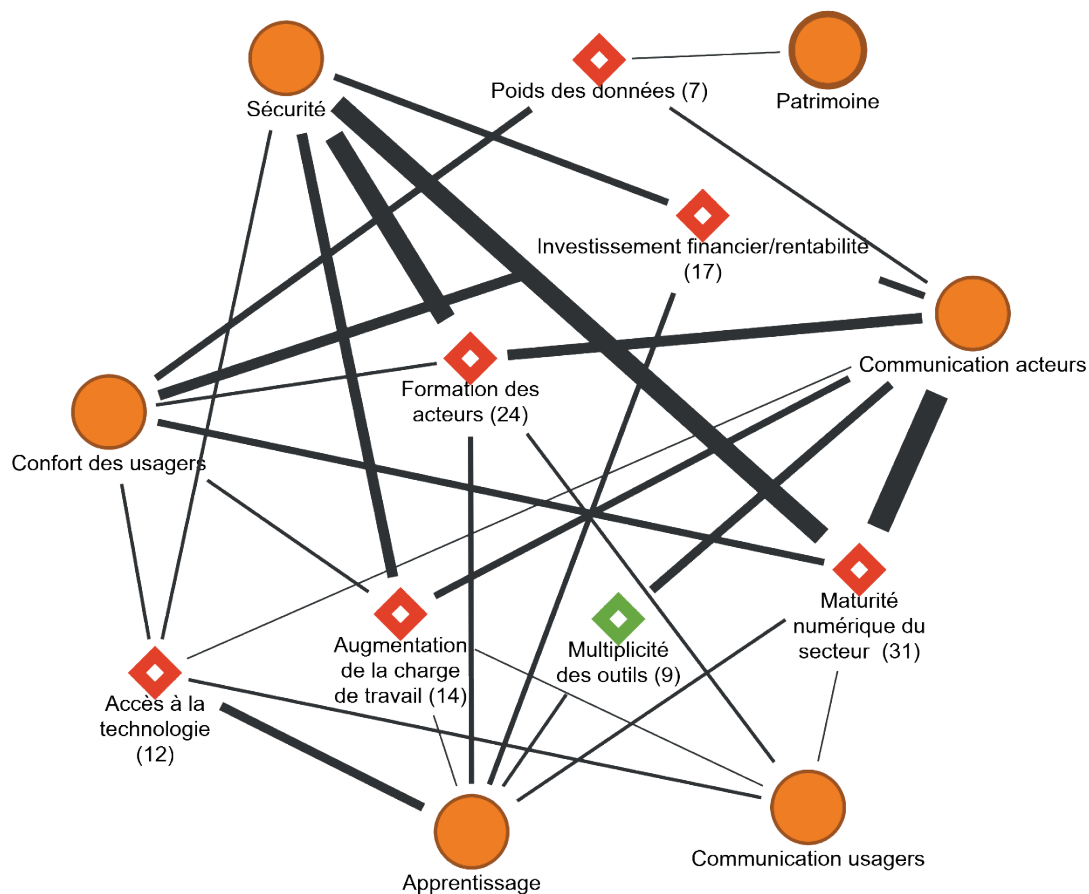 Sécurité
Poids des données (7)
Patrimoine
Investissement financier/rentabilité
(17)
Communication acteurs
Formation des
acteurs (24)
Confort des usagers
Maturité
numérique du
secteur (31)
Augmentation
de la charge
de travail (14)
Multiplicité
des outils (9)
Accès à la
technologie
(12)
Communication usagers
Apprentissage